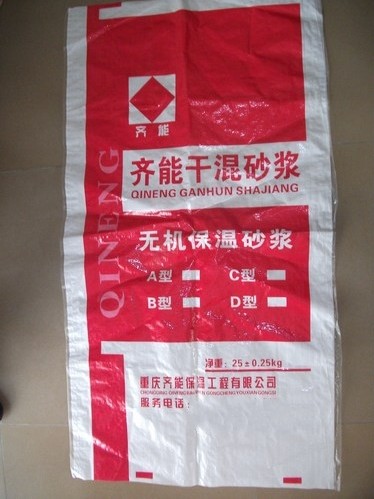 齐能
QINENG
齐能干混砂浆
QINENG GANHUN SHAJIANG
无机保温砂浆
A型
C型
B型
D型
净重：25±0.25kg
重庆齐能保温工程有限公司
服务电话：